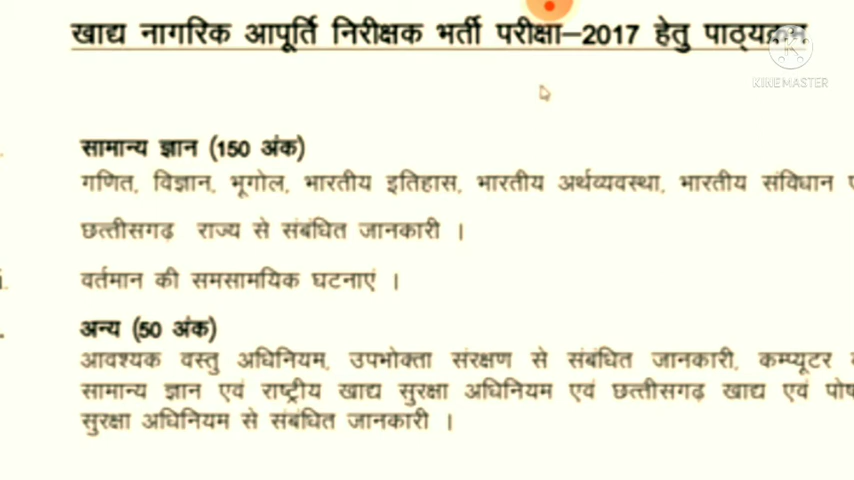 खाद्य नागरिक आपूर्ति निरीक्षक भर्ती परीक्षा–2017 हेतु पाठ्यक्रम
KINEMASTER
सामान्य ज्ञान (150 अंक)
गणित, विज्ञान, भूगोल, भारतीय इतिहास, भारतीय अर्थव्यवस्था, भारतीय संविधान
छत्तीसगढ़ राज्य से संबंधित जानकारी ।
वर्तमान की समसामयिक घटनाएं ।
अन्य (50 अंक)
आवश्यक वस्तु अधिनियम, उपभोक्ता संरक्षण से संबंधित जानकारी, कम्प्यूटर
सामान्य ज्ञान एवं राष्ट्रीय खाद्य सुरक्षा अधिनियम एवं छत्तीसगढ़ खाद्य एवं
सुरक्षा अधिनियम से संबंधित जानकारी ।